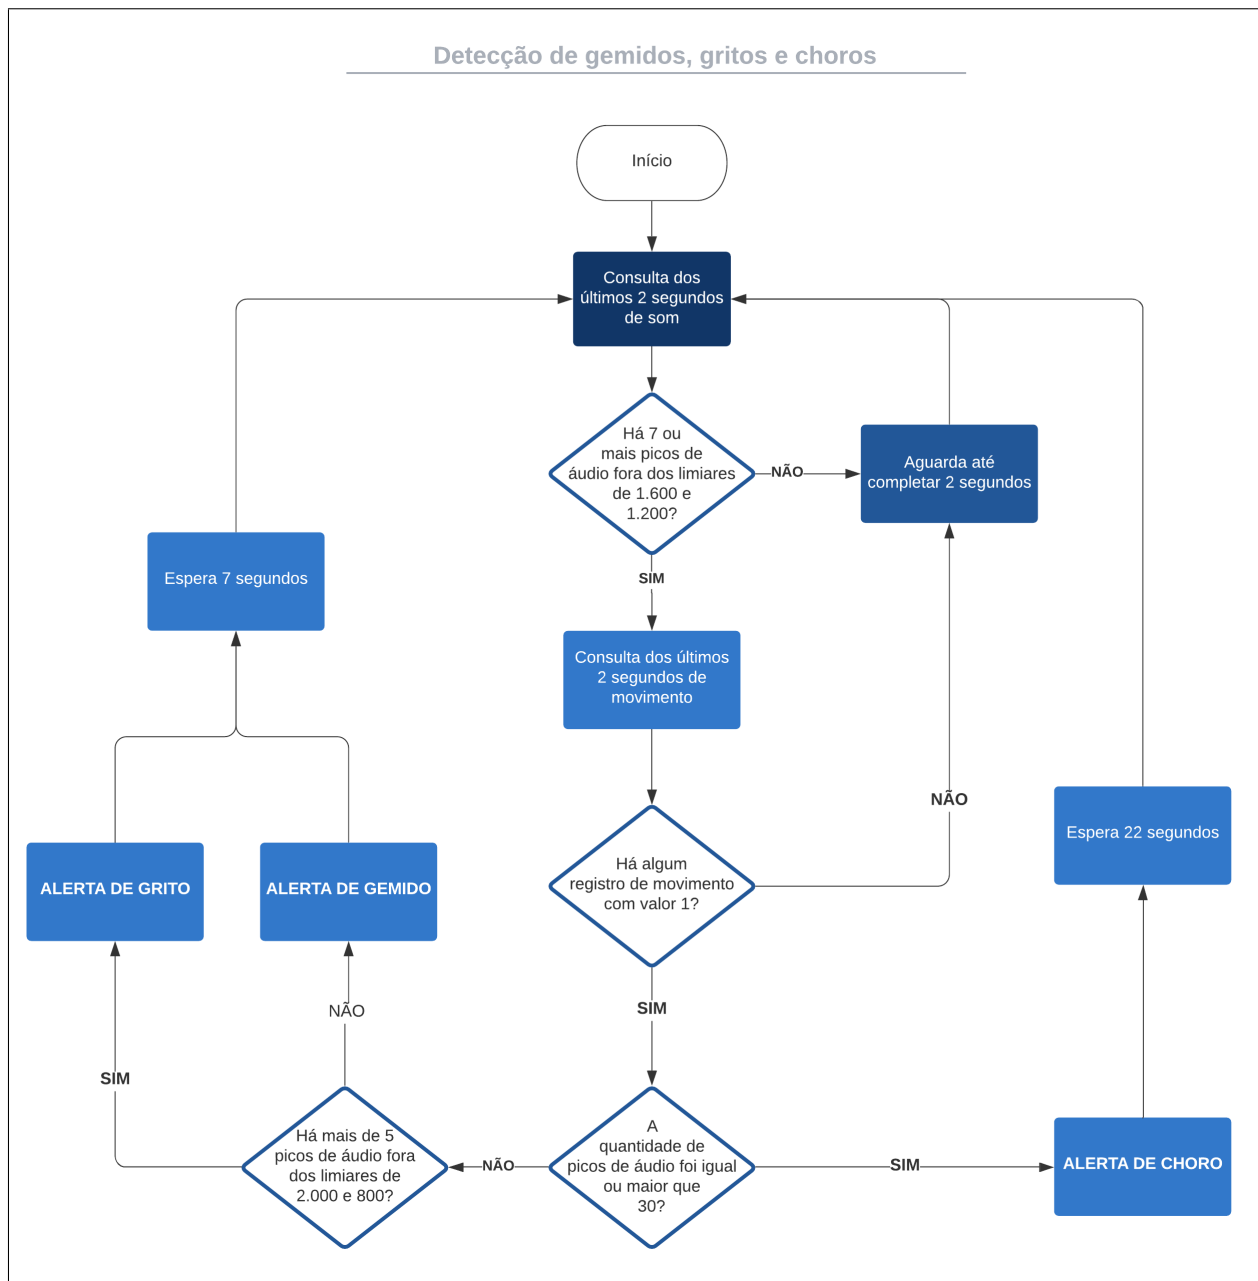 Detecção de gemidos, gritos e choros
Início
Consulta dos
últimos 2 segundos
de som
Há 7 ou
mais picos de
áudio fora dos limiares
de 1.600 e
1.200?
NÃO
Aguarda até
completar 2 segundos
SIM
Espera 7 segundos
Consulta dos últimos
2 segundos de
movimento
NÃO
Espera 22 segundos
Há algum
registro de movimento
com valor 1?
ALERTA DE GRITO
ALERTA DE GEMIDO
SIM
NÃO
SIM
Há mais de 5
picos de áudio fora
dos limiares de
2.000 e 800?
NÃO
A
quantidade de
picos de áudio foi igual
ou maior que
30?
SIM
ALERTA DE CHORO